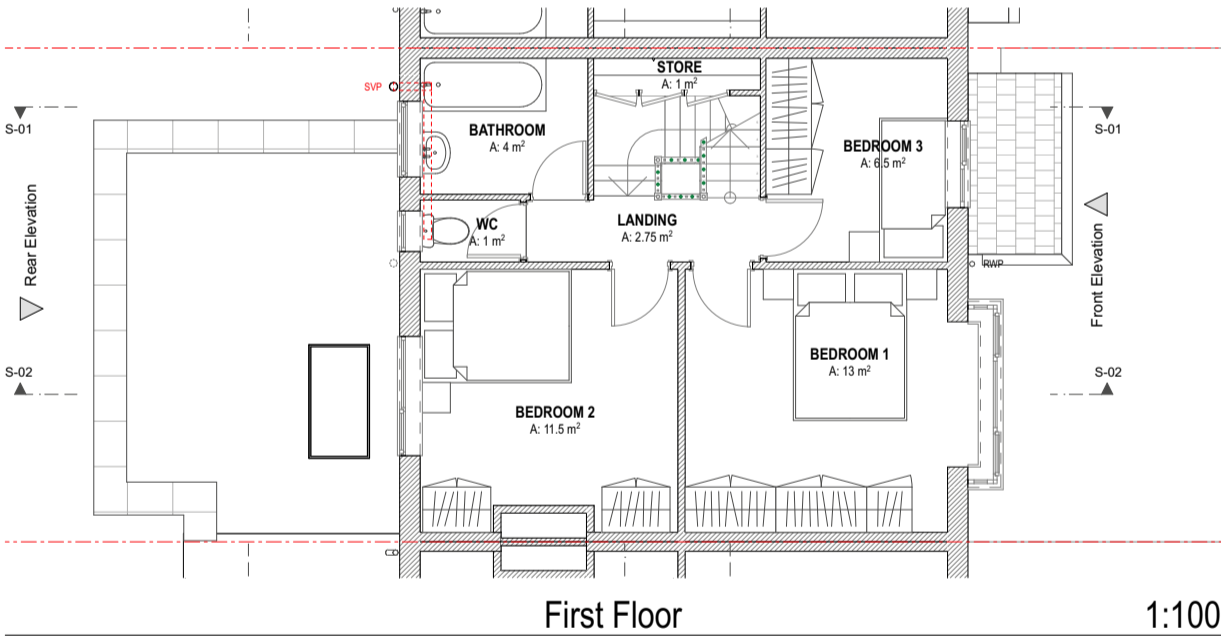 STORE
A: 1 m²
SVP
S-01
S-01
BATHROOM
A: 4 m²
BEDROOM 3
A: 6.5 m²
Rear Elevation
LANDING
A: 2.75 m²
WC
A: 1 m²
Front Elevation
RWP
S-02
S-02
BEDROOM 1
A: 13 m²
BEDROOM 2
A: 11.5 m²
First Floor
1:100